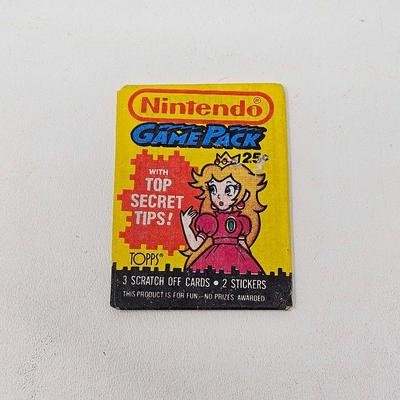 Nintendo®
GAME PACK
25¢
WITH
TOP
SECRET
TIPS!
TOPPS®
3 SCRATCH OFF CARDS • 2 STICKERS
THIS PRODUCT IS FOR FUN - NO PRIZES AWARDED